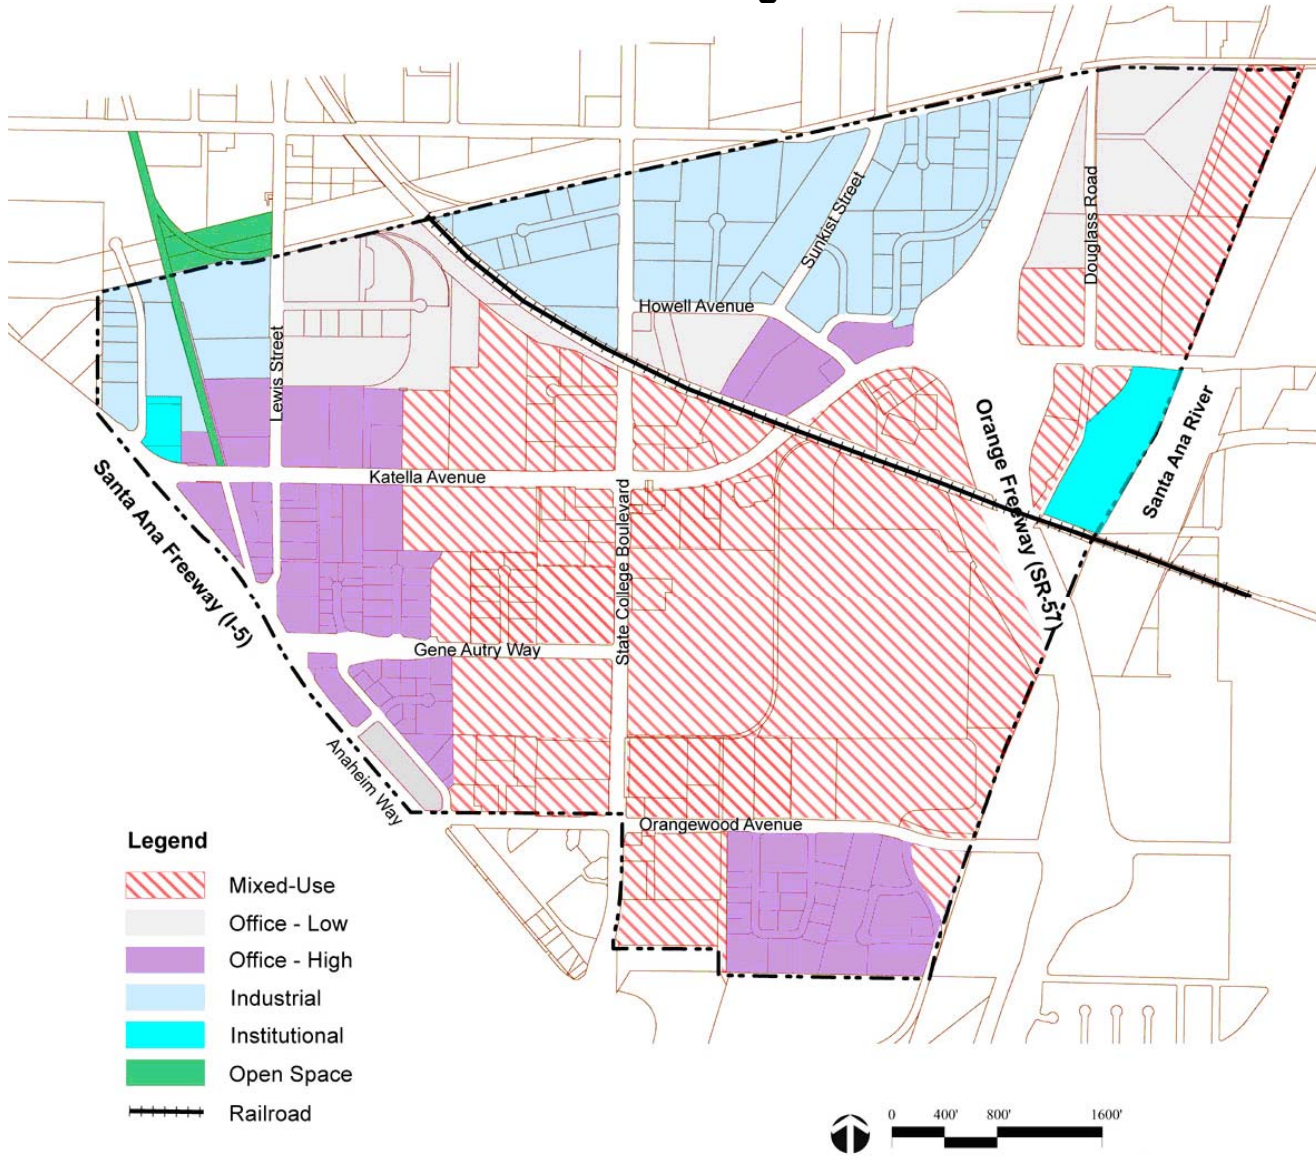 Douglass Road
Sunkist Street
Howell Avenue
Lewis Street
Santa Ana River
Orange Freeway (SR-57)
Katella Avenue
Santa Ana Freeway (I-5)
State College Boulevard
Gene Autry Way
Anaheim Way
Orangewood Avenue
Legend
Mixed-Use
Office - Low
Office - High
Industrial
Institutional
Open Space
Railroad
0 400' 800' 1600'